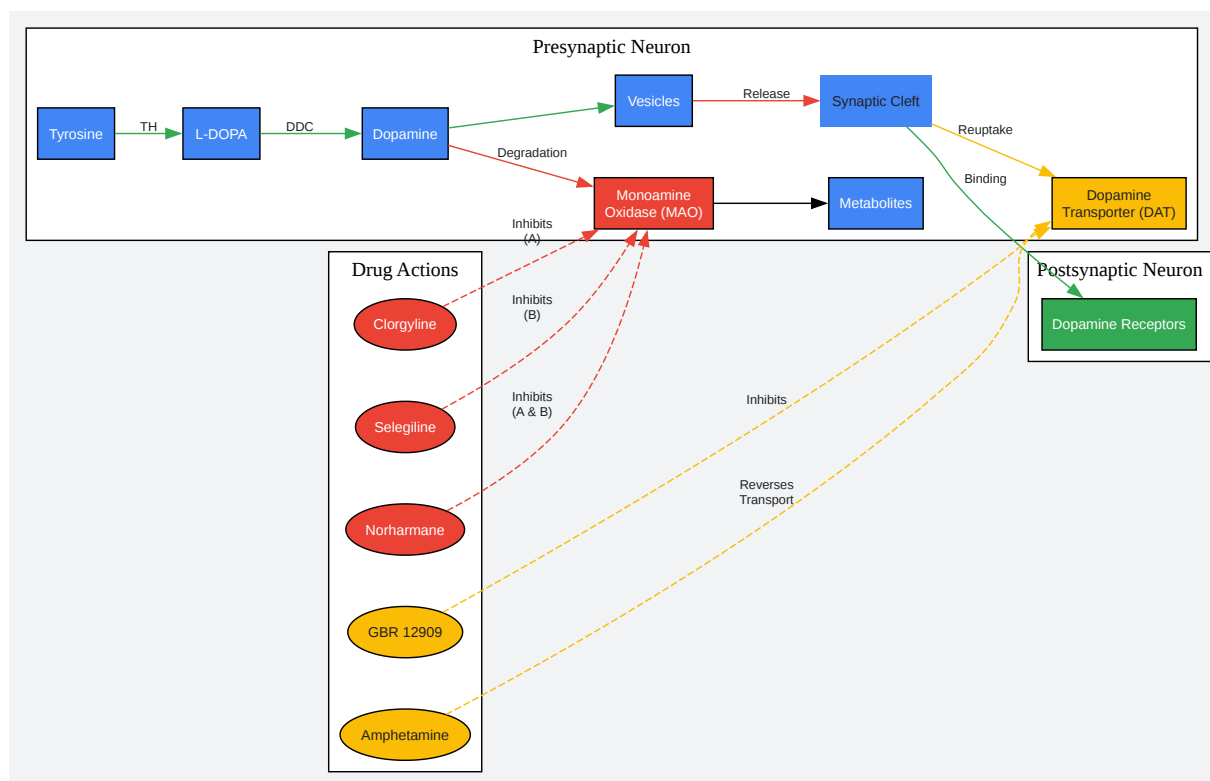 Presynaptic Neuron
Tyrosine
TH
L-DOPA
DDC
Dopamine
Vesicles
Release
Synaptic Cleft
Reuptake
Degradation
Binding
Monoamine
Oxidase (MAO)
Metabolites
Dopamine
Transporter (DAT)
Inhibits
(A)
Drug Actions
Postsynaptic Neuron
Clorgyline
Inhibits
(B)
Dopamine Receptors
Selegiline
Inhibits
(A & B)
Inhibits
Norharmane
Reverses
Transport
GBR 12909
Amphetamine